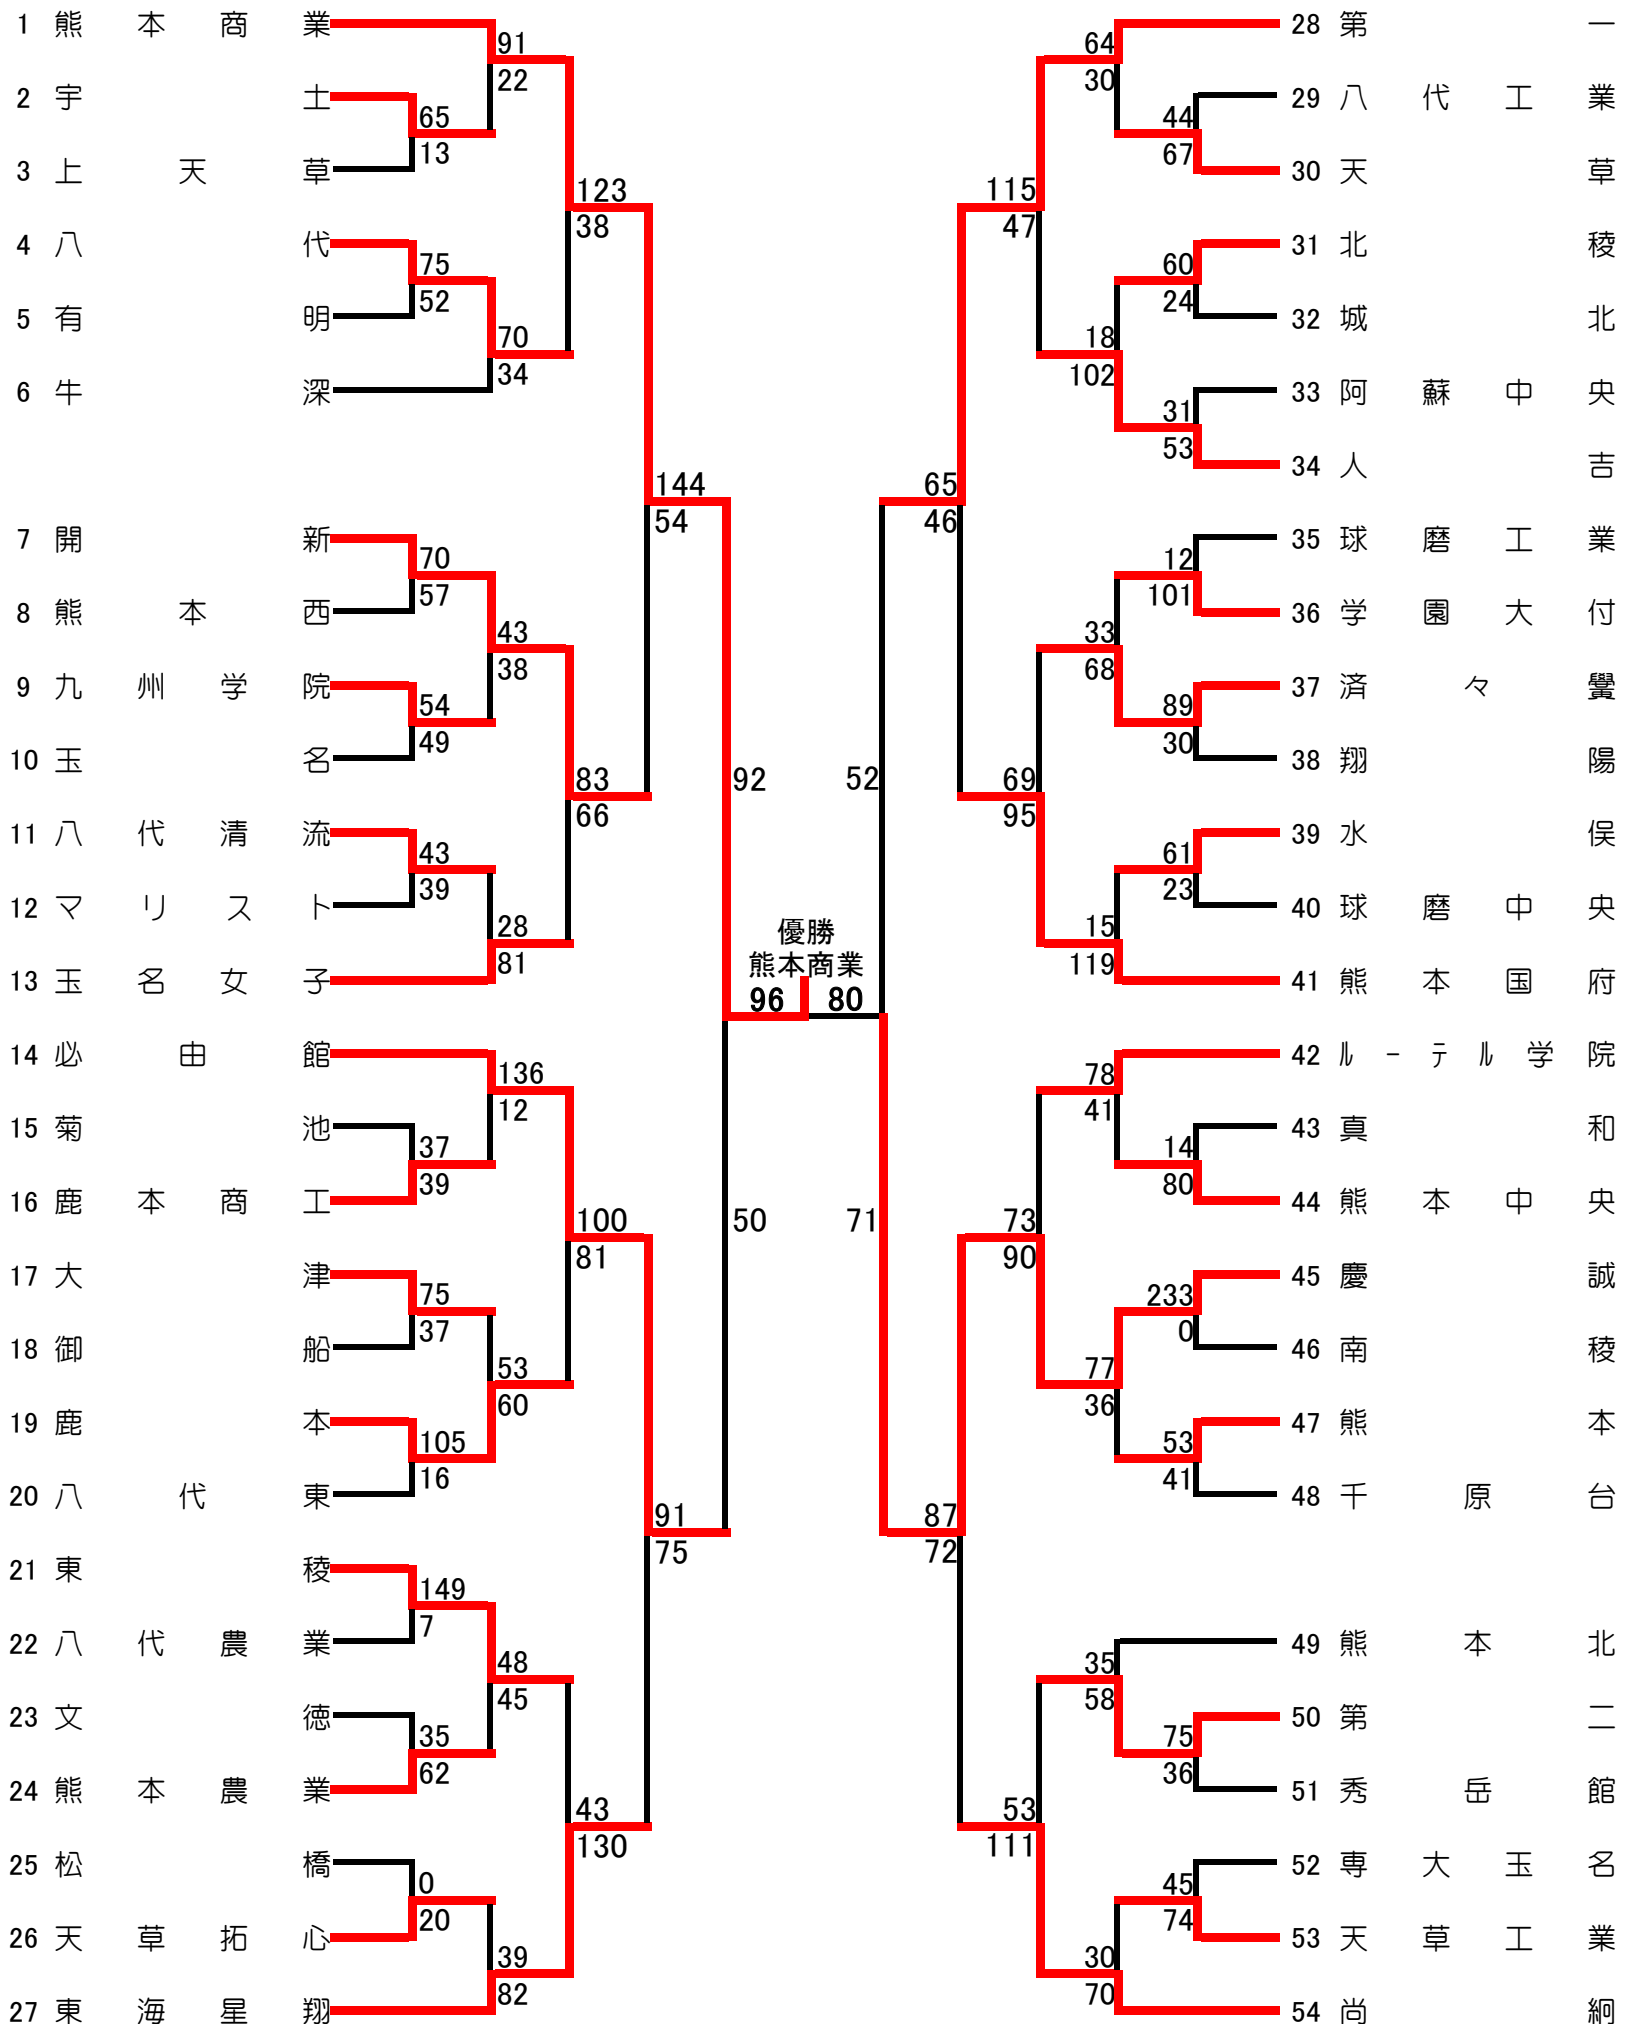 1 熊本商業
2 宇士
3 上天草
4 八代
5 有明
6 牛深
7 開新
8 熊本西
9 九州学院
10 玉名
11 八代清流
12 マリスト
13 玉名女子
14 必由館
15 菊池
16 鹿本商工
17 大津
18 御船
19 鹿本
20 八代東
21 東稜
22 八代農業
23 文徳
24 熊本農業
25 松橋
26 天草拓心
27 東海星翔
91
22
65
13
75
52
70
34
123
38
70
57
43
38
54
49
43
39
28
81
83
66
144
54
136
12
37
39
75
37
53
60
105
16
100
81
149
7
48
45
35
62
0
20
39
82
43
130
91
75
92
50
優勝
熊本商業
96 80
52
71
65
46
115
47
64
30
44
67
60
24
18
102
31
53
12
101
33
68
89
30
69
95
61
23
15
119
87
72
73
90
78
41
14
80
233
0
77
36
53
41
35
58
75
36
53
111
45
74
30
70
28 第一
29 八代工業
30 天草
31 北稜
32 城北
33 阿蘇中央
34 人吉
35 球磨工業
36 学園大付
37 済々黌
38 翔陽
39 水俣
40 球磨中央
41 熊本国府
42 ルーテル学院
43 真和
44 熊本中央
45 慶誠
46 南稜
47 熊本
48 千原台
49 熊本北
50 第二
51 秀岳館
52 専大玉名
53 天草工業
54 尚絅